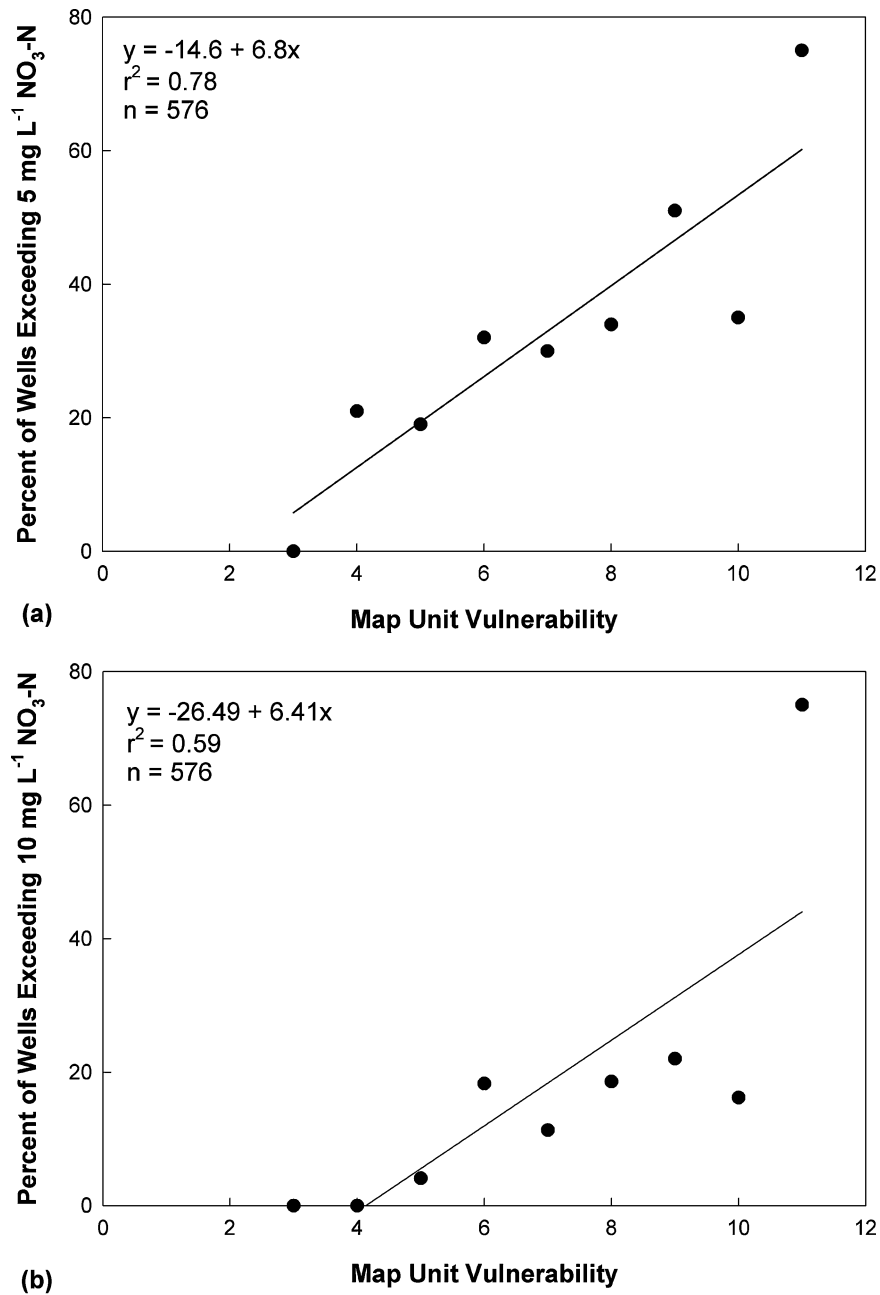 y = -14.6 + 6.8x
r² = 0.78
n = 576
Percent of Wells Exceeding 5 mg L⁻¹ NO₃-N
80
60
40
20
0
0 2 4 6 8 10 12
Map Unit Vulnerability
(a)
y = -26.49 + 6.41x
r² = 0.59
n = 576
Percent of Wells Exceeding 10 mg L⁻¹ NO₃-N
80
60
40
20
0
0 2 4 6 8 10 12
Map Unit Vulnerability
(b)